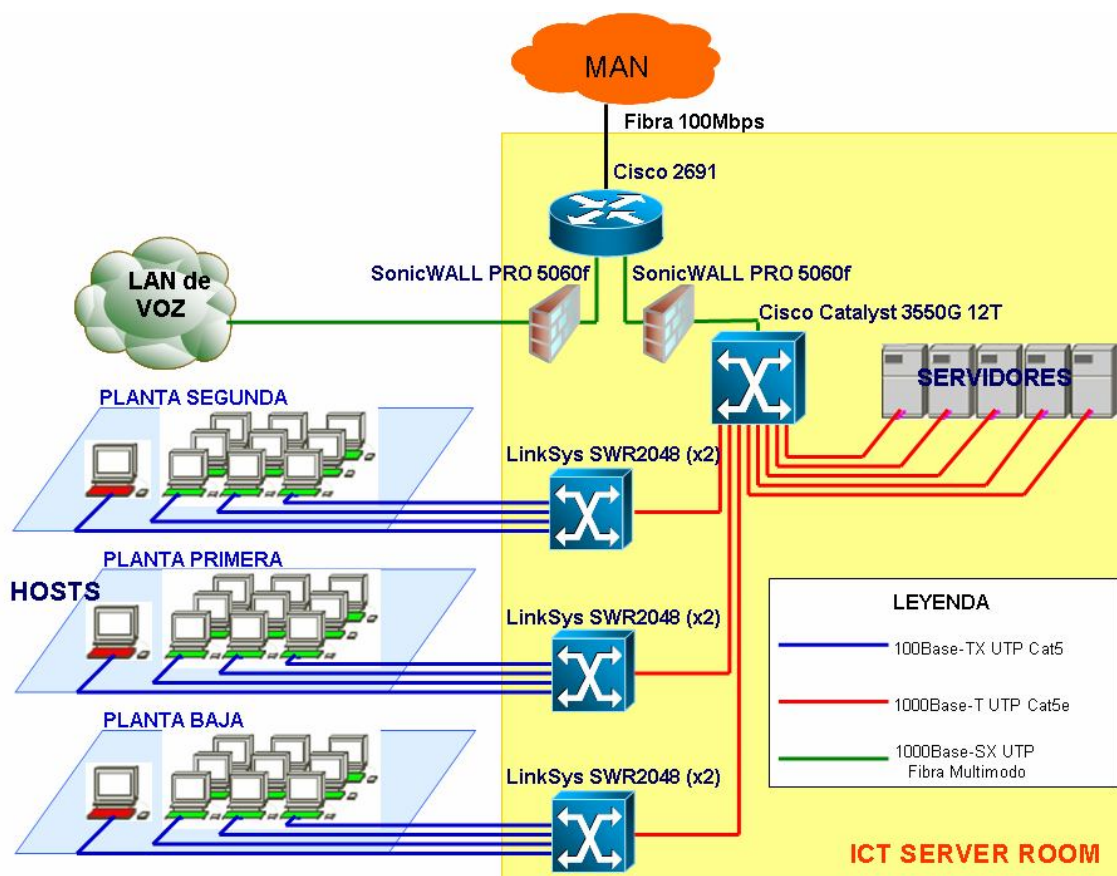 MAN
Fibra 100Mbps
Cisco 2691
LAN de
VOZ
SonicWALL PRO 5060f
SonicWALL PRO 5060f
Cisco Catalyst 3550G 12T
SERVIDORES
PLANTA SEGUNDA
LinkSys SWR2048 (x2)
PLANTA PRIMERA
HOSTS
LinkSys SWR2048 (x2)
PLANTA BAJA
LinkSys SWR2048 (x2)
LEYENDA
100Base-TX UTP Cat5
1000Base-T UTP Cat5e
1000Base-SX UTP
Fibra Multimodo
ICT SERVER ROOM